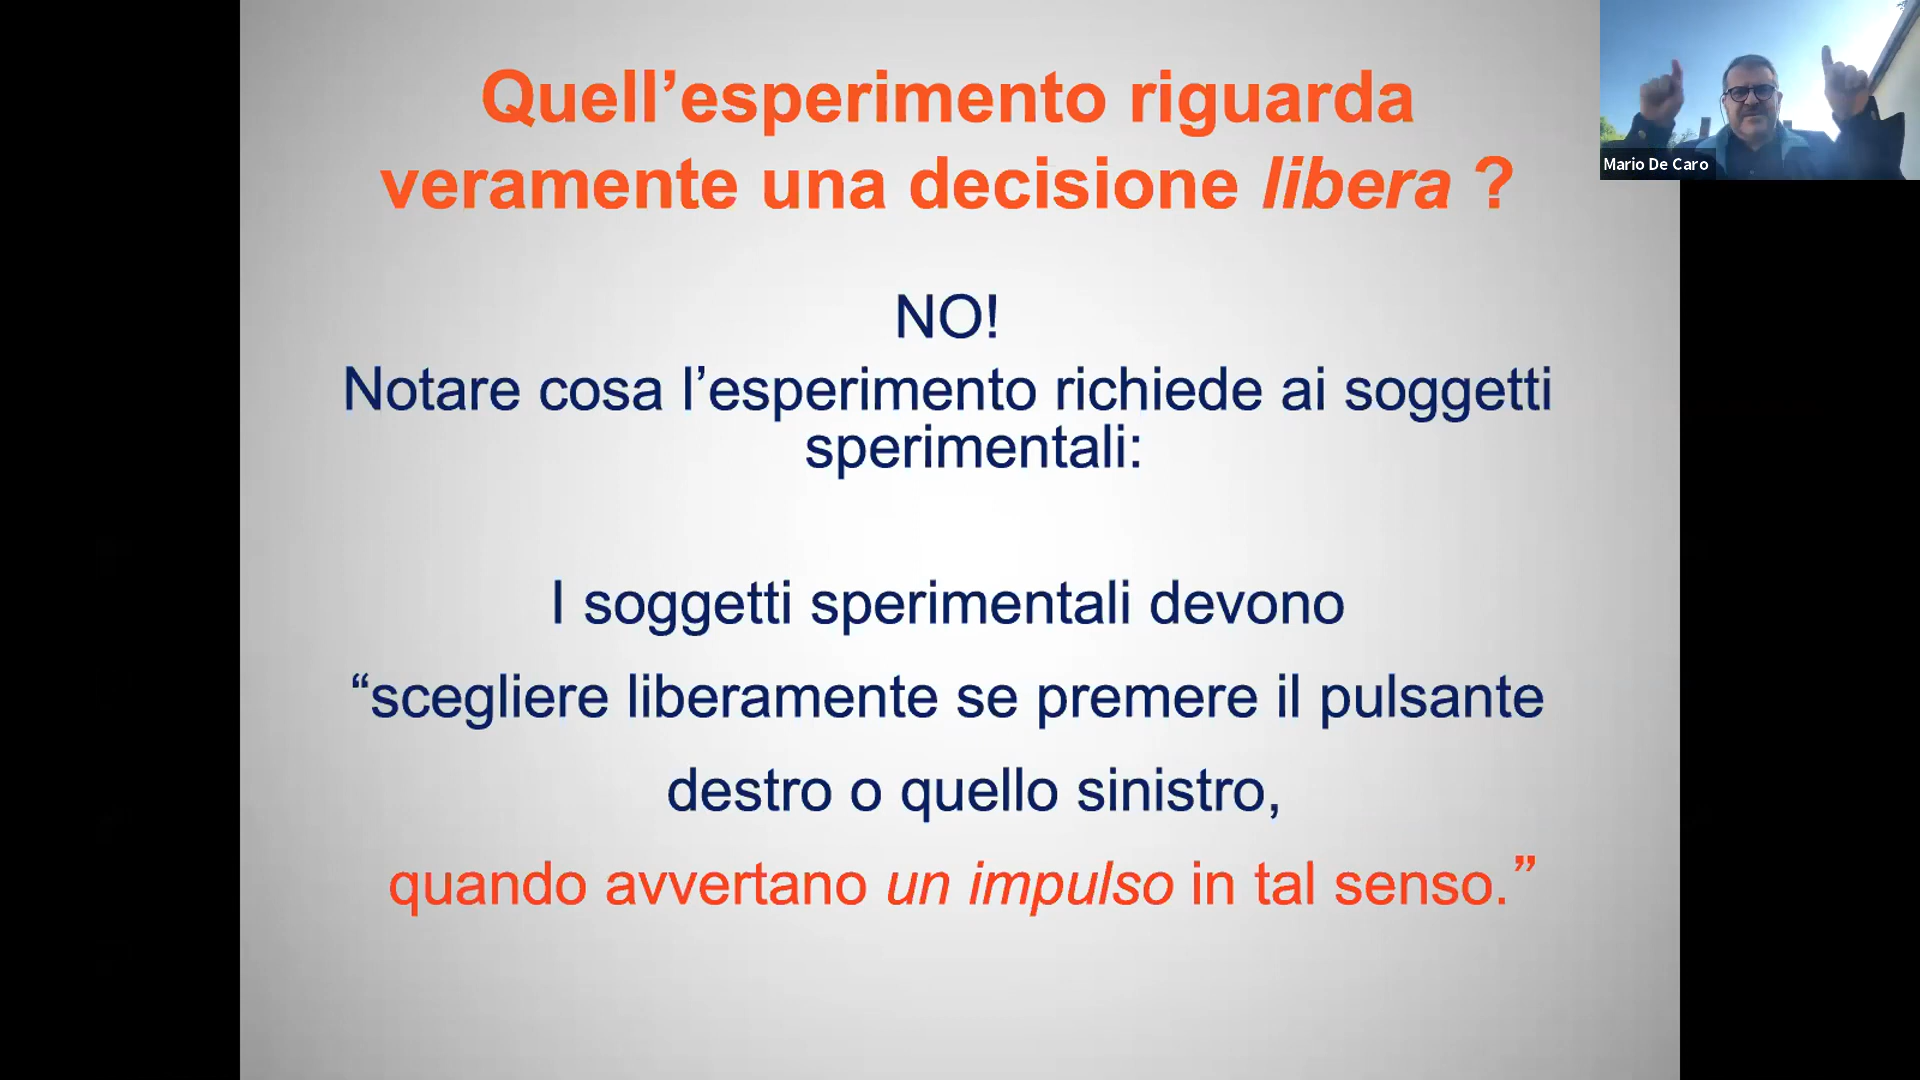 Quell’esperimento riguarda
veramente una decisione libera ?
NO!
Notare cosa l’esperimento richiede ai soggetti
sperimentali:
I soggetti sperimentali devono
“scegliere liberamente se premere il pulsante
destro o quello sinistro,
quando avvertano un impulso in tal senso.”
Mario De Caro